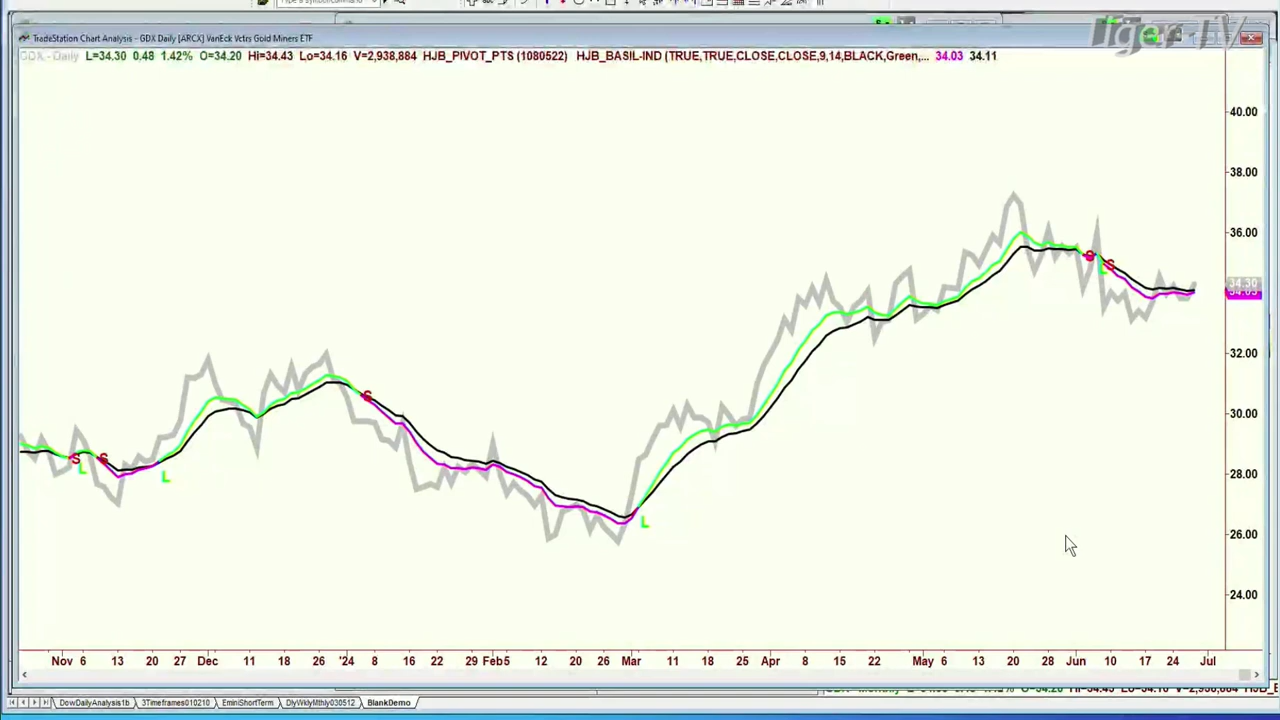 TigerTV
TradeStation Chart Analysis - GDX Daily [ARCX] VanEck Vctrs Gold Miners ETF
GDX - Daily L=34.30 0.48 1.42% O=34.20 Hi=34.43 Lo=34.16 V=2,938,884 HJB_PIVOT_PTS (1080522) HJB_BASIL-IND (TRUE,TRUE,CLOSE,CLOSE,9,14,BLACK,Green,... 34.03 34.11
40.00
38.00
36.00
34.30
34.03
32.00
30.00
28.00
26.00
24.00
S
L
S
L
S
L
S
L
S
Nov 6 13 20 27 Dec 11 18 26 '24 8 16 22 29 Feb5 12 20 26 Mar 11 18 25 Apr 8 15 22 May 6 13 20 28 Jun 10 17 24 Jul
DowDailyAnalysis1b 3Timeframes010210 EminiShortTerm DlyWklyMthly030512 BlankDemo